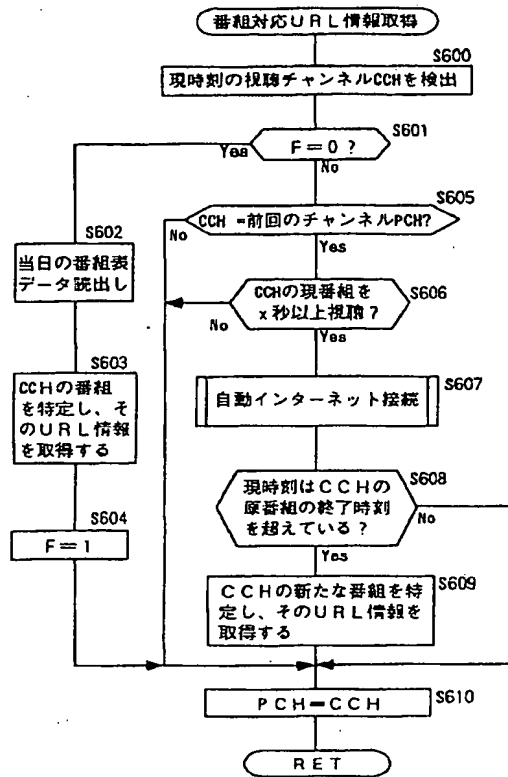 番組対応URL情報取得
S600
現時刻の視聴チャンネルCCHを検出
S601
F=0 ?
Yes
No
S605
CCH =前回のチャンネルPCH?
No
Yes
S602
当日の番組表
データ読出し
S606
CCHの現番組を
x秒以上視聴?
No
Yes
S603
CCHの番組
を特定し、そ
のURL情報
を取得する
S607
自動インターネット接続
S608
現時刻はCCHの
原番組の終了時刻
を超えている?
No
Yes
S604
F=1
S609
CCHの新たな番組を特
定し、そのURL情報を
取得する
S610
PCH=CCH
RET